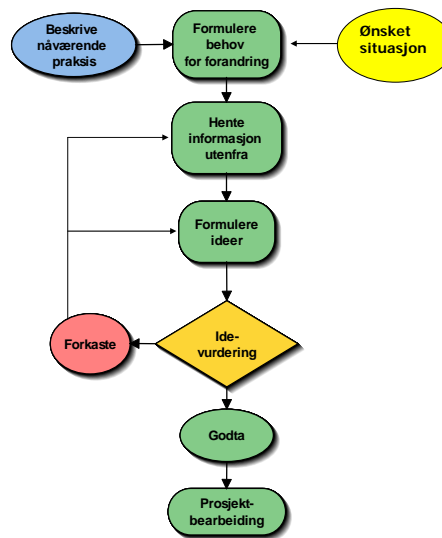 Beskrive
nåværende
praksis
Formulere
behov
for forandring
Ønsket
situasjon
Hente
informasjon
utenfra
Formulere
ideer
Forkaste
Ide-
vurdering
Godta
Prosjekt-
bearbeiding